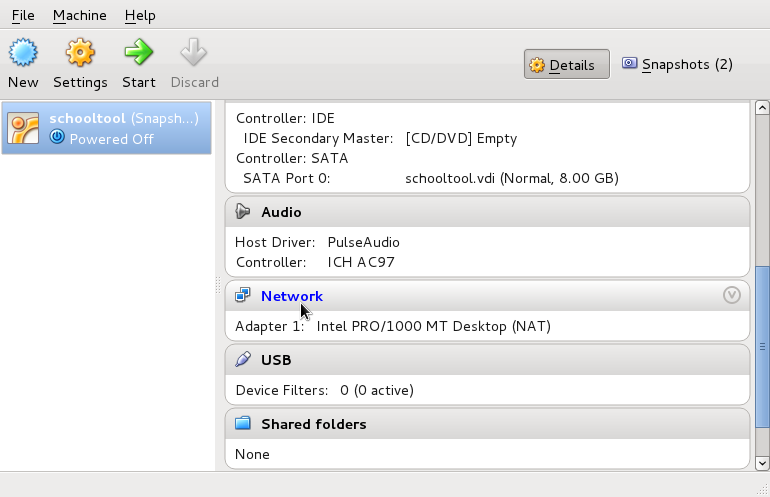 File Machine Help
New Settings Start Discard Details Snapshots (2)
schooltool (Snapsh...)
Powered Off
Controller: IDE
IDE Secondary Master: [CD/DVD] Empty
Controller: SATA
SATA Port 0: schooltool.vdi (Normal, 8.00 GB)
Audio
Host Driver: PulseAudio
Controller: ICH AC97
Network
Adapter 1: Intel PRO/1000 MT Desktop (NAT)
USB
Device Filters: 0 (0 active)
Shared folders
None